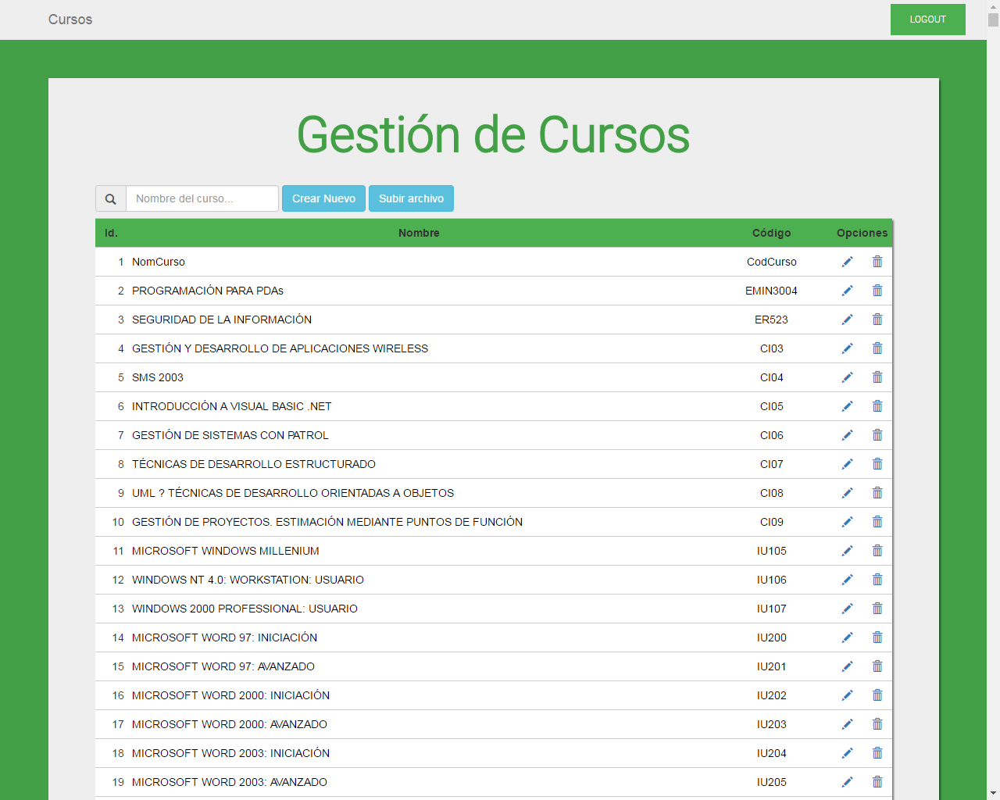 Cursos LOGOUT
Gestión de Cursos
Nombre del curso... Crear Nuevo Subir archivo
Id. Nombre Código Opciones
1 NomCurso CodCurso
2 PROGRAMACIÓN PARA PDAs EMIN3004
3 SEGURIDAD DE LA INFORMACIÓN ER523
4 GESTIÓN Y DESARROLLO DE APLICACIONES WIRELESS CI03
5 SMS 2003 CI04
6 INTRODUCCIÓN A VISUAL BASIC .NET CI05
7 GESTIÓN DE SISTEMAS CON PATROL CI06
8 TÉCNICAS DE DESARROLLO ESTRUCTURADO CI07
9 UML ? TÉCNICAS DE DESARROLLO ORIENTADAS A OBJETOS CI08
10 GESTIÓN DE PROYECTOS. ESTIMACIÓN MEDIANTE PUNTOS DE FUNCIÓN CI09
11 MICROSOFT WINDOWS MILLENIUM IU105
12 WINDOWS NT 4.0: WORKSTATION: USUARIO IU106
13 WINDOWS 2000 PROFESSIONAL: USUARIO IU107
14 MICROSOFT WORD 97: INICIACIÓN IU200
15 MICROSOFT WORD 97: AVANZADO IU201
16 MICROSOFT WORD 2000: INICIACIÓN IU202
17 MICROSOFT WORD 2000: AVANZADO IU203
18 MICROSOFT WORD 2003: INICIACIÓN IU204
19 MICROSOFT WORD 2003: AVANZADO IU205